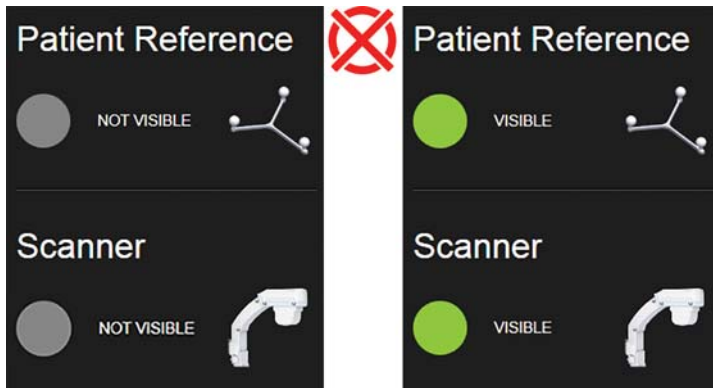 Patient Reference
NOT VISIBLE
Scanner
NOT VISIBLE
Patient Reference
VISIBLE
Scanner
VISIBLE